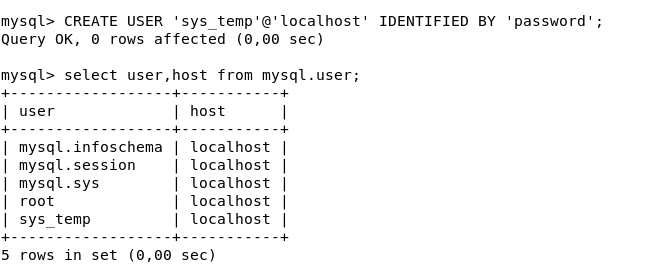 mysql> CREATE USER 'sys_temp'@'localhost' IDENTIFIED BY 'password';
Query OK, 0 rows affected (0,00 sec)

mysql> select user,host from mysql.user;
+------------------+-----------+
| user             | host      |
+------------------+-----------+
| mysql.infoschema | localhost |
| mysql.session    | localhost |
| mysql.sys        | localhost |
| root             | localhost |
| sys_temp         | localhost |
+------------------+-----------+
5 rows in set (0,00 sec)